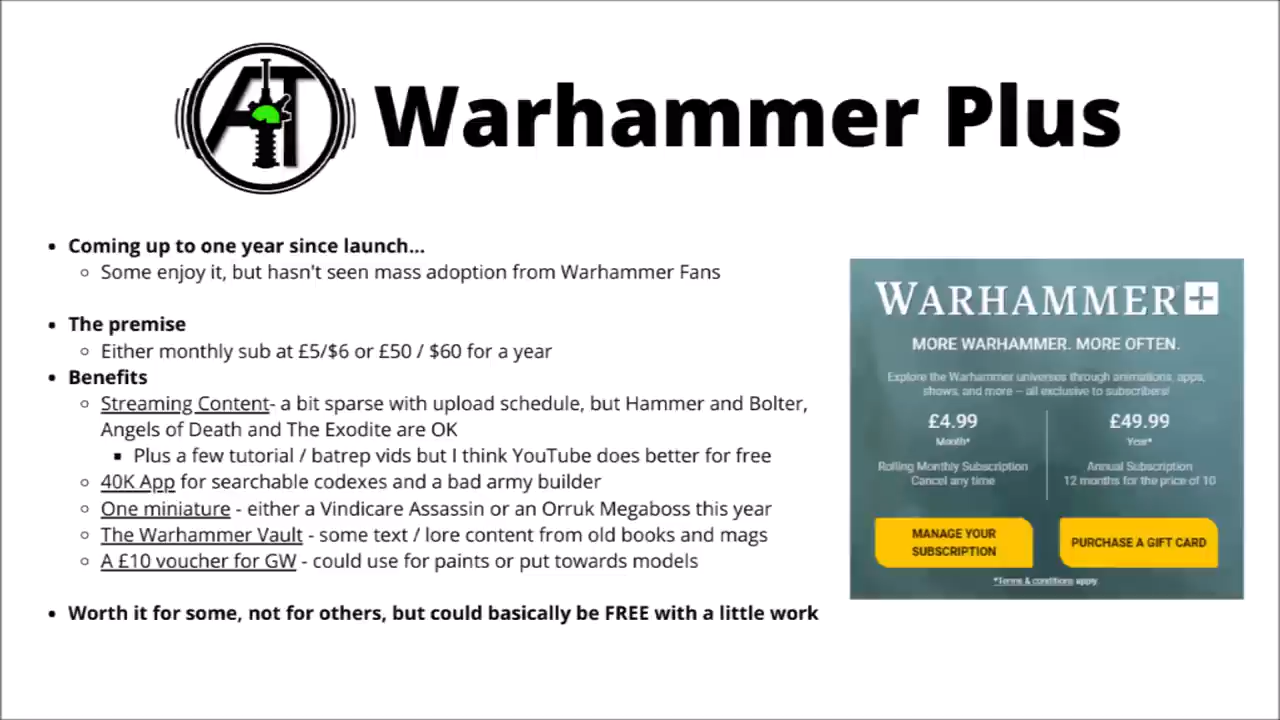 AT Warhammer Plus
• Coming up to one year since launch...
◦ Some enjoy it, but hasn't seen mass adoption from Warhammer Fans
• The premise
◦ Either monthly sub at £5/$6 or £50 / $60 for a year
• Benefits
◦ Streaming Content- a bit sparse with upload schedule, but Hammer and Bolter,
Angels of Death and The Exodite are OK
▪ Plus a few tutorial / batrep vids but I think YouTube does better for free
◦ 40K App for searchable codexes and a bad army builder
◦ One miniature - either a Vindicare Assassin or an Orruk Megaboss this year
◦ The Warhammer Vault - some text / lore content from old books and mags
◦ A £10 voucher for GW - could use for paints or put towards models
• Worth it for some, not for others, but could basically be FREE with a little work
WARHAMMER+
MORE WARHAMMER. MORE OFTEN.
Explore the Warhammer universes through animations, apps,
shows, and more – all exclusive to subscribers!
£4.99
Month*
Rolling Monthly Subscription
Cancel any time
£49.99
Year*
Annual Subscription
12 months for the price of 10
MANAGE YOUR
SUBSCRIPTION
PURCHASE A GIFT CARD
*Terms & conditions apply.